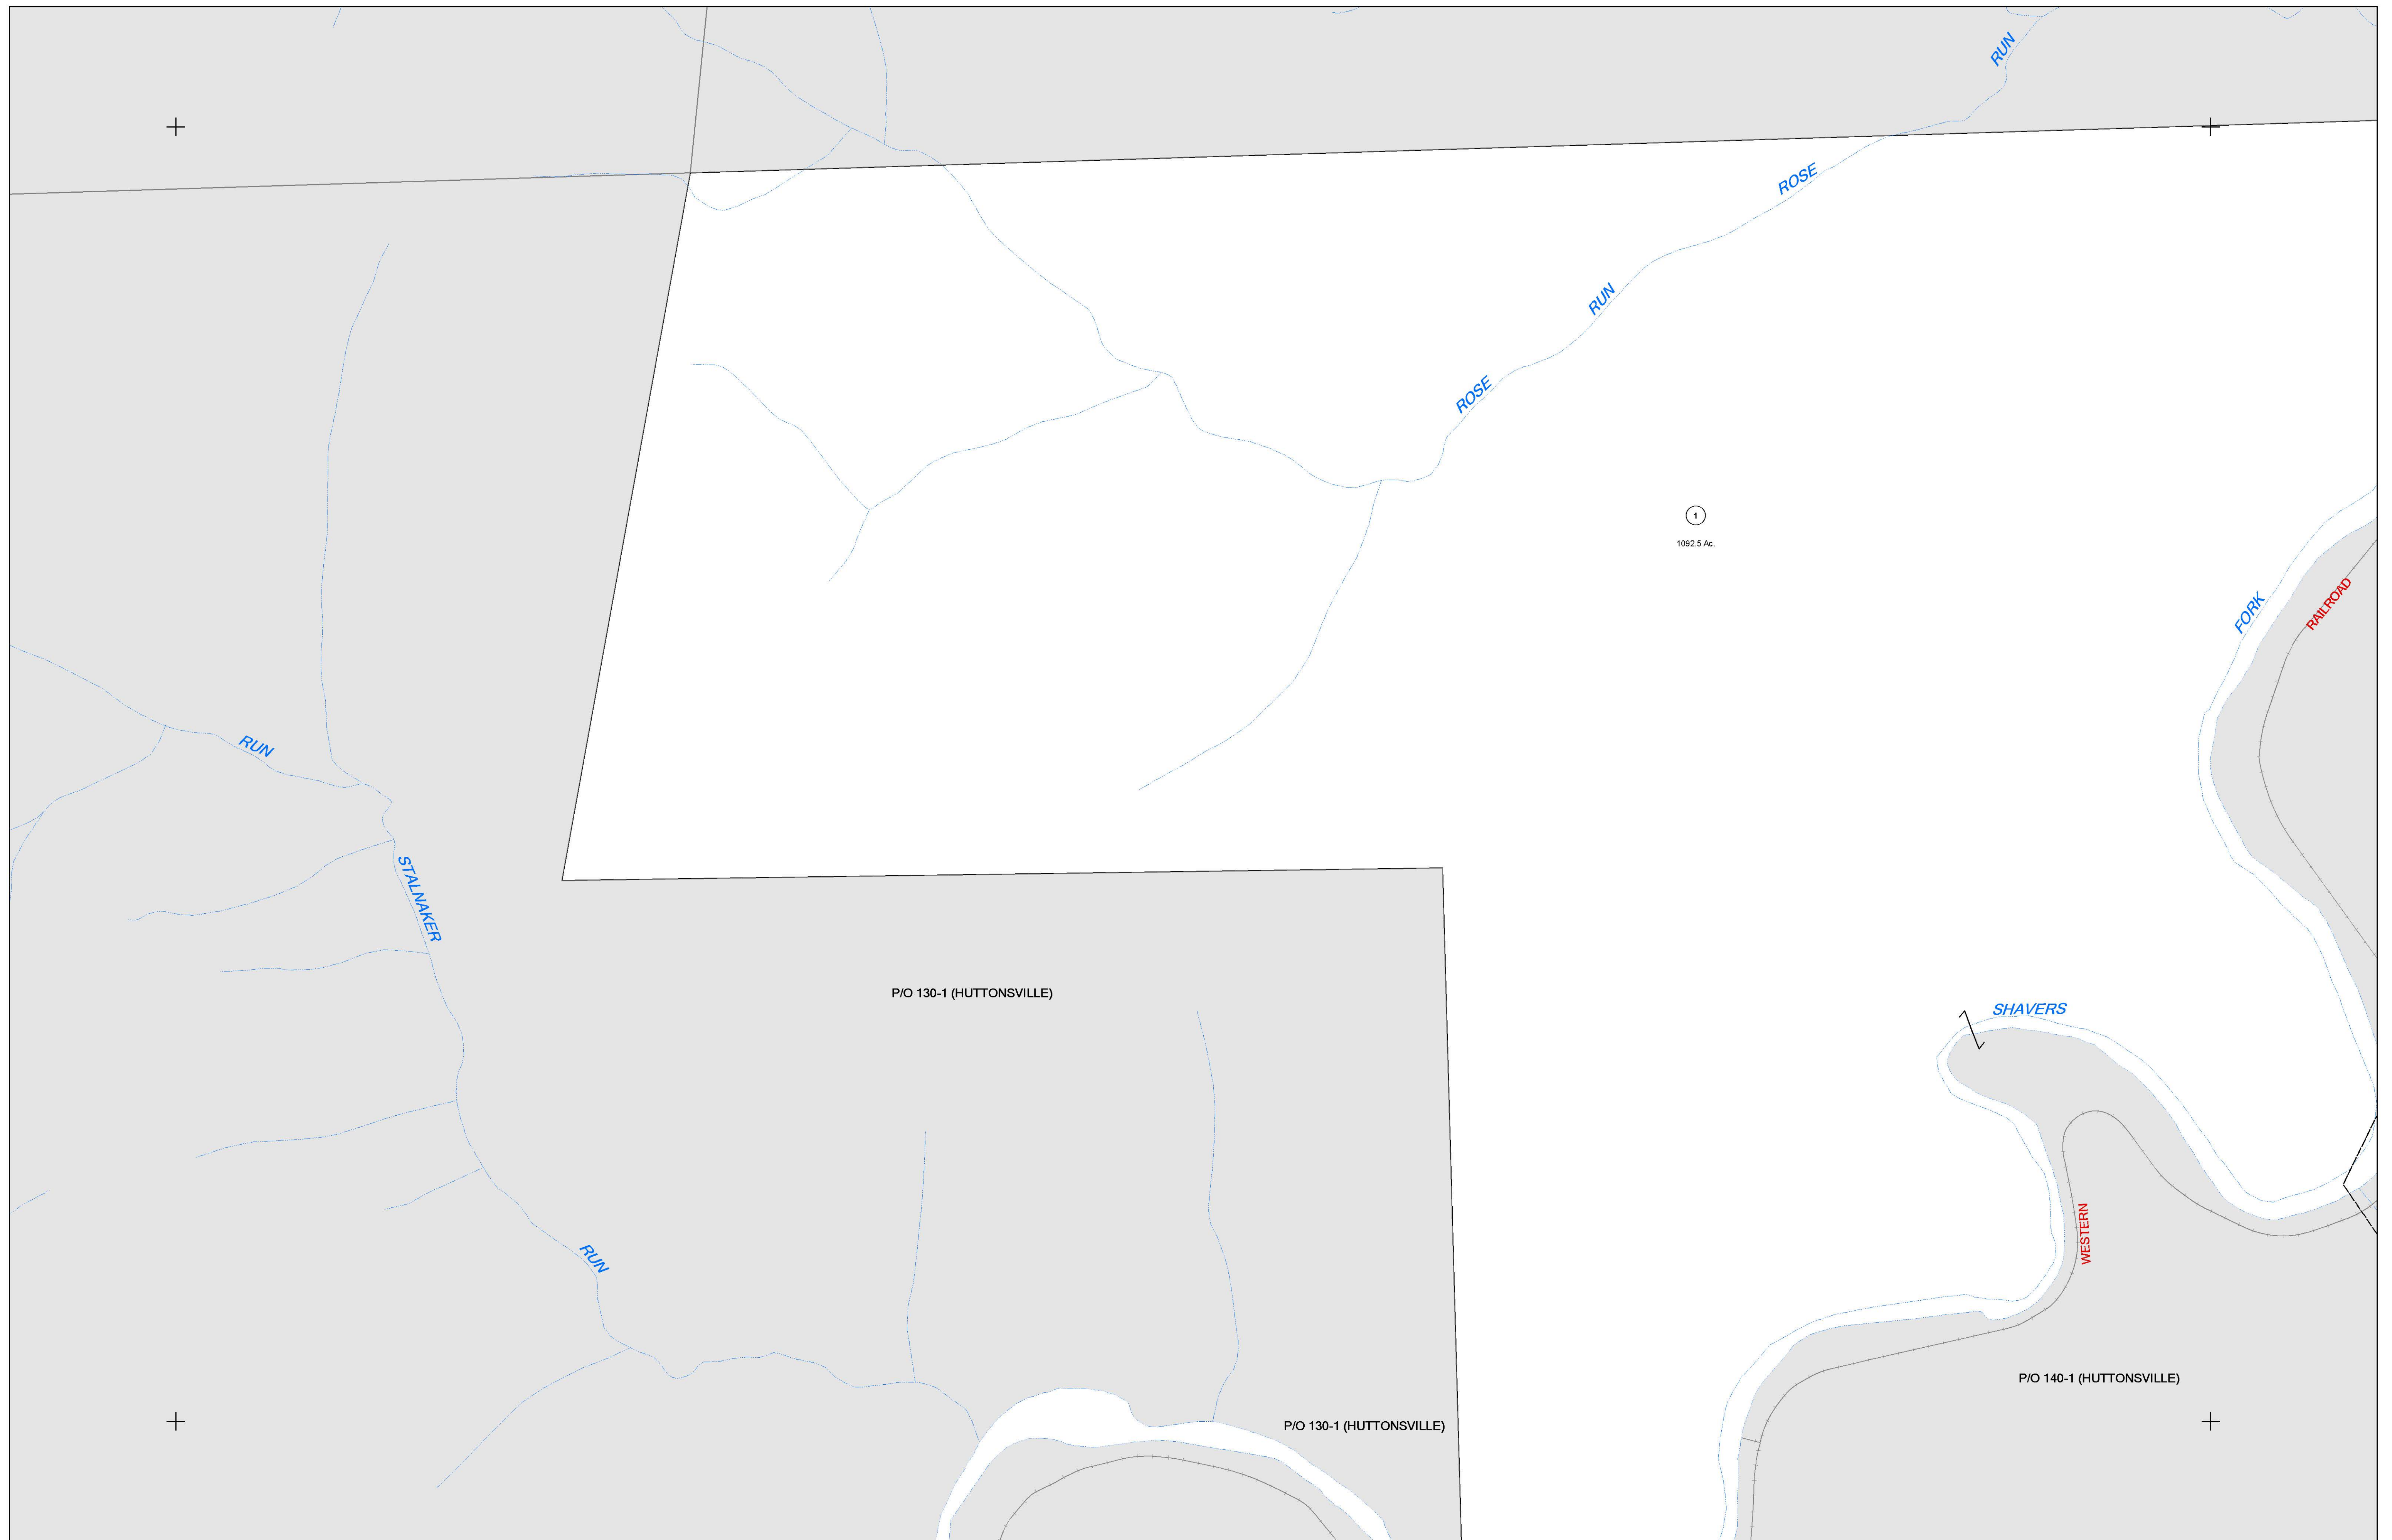 RUN
ROSE
RUN
ROSE
1
1092.5 Ac.
FORK
RAILROAD
RUN
STALNAKER
P/O 130-1 (HUTTONSVILLE)
SHAVERS
WESTERN
RUN
P/O 140-1 (HUTTONSVILLE)
P/O 130-1 (HUTTONSVILLE)